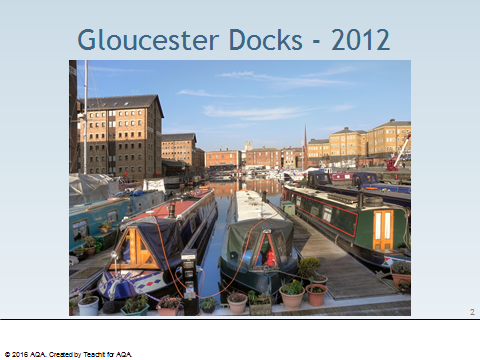 Gloucester Docks - 2012
2
© 2016 AQA. Created by Teachit for AQA.